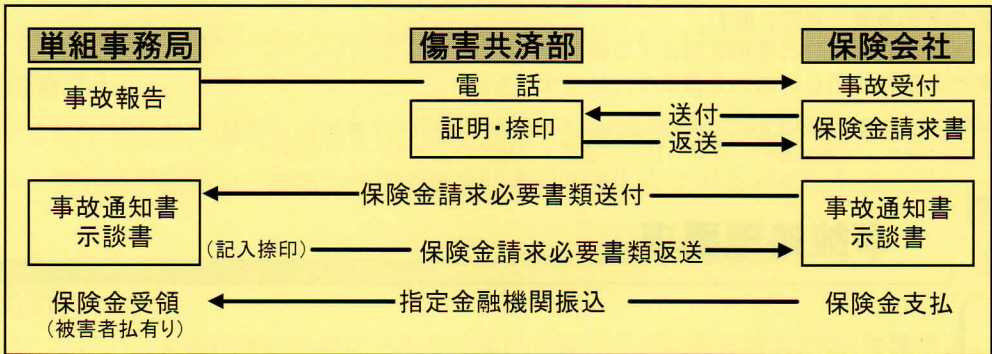 単組事務局
傷害共済部
保険会社
事故報告
電　話
事故受付
証明・捺印
送付
返送
保険金請求書
事故通知書
示談書
保険金請求必要書類送付
事故通知書
示談書
(記入捺印)
保険金請求必要書類返送
保険金受領
(被害者払有り)
指定金融機関振込
保険金支払